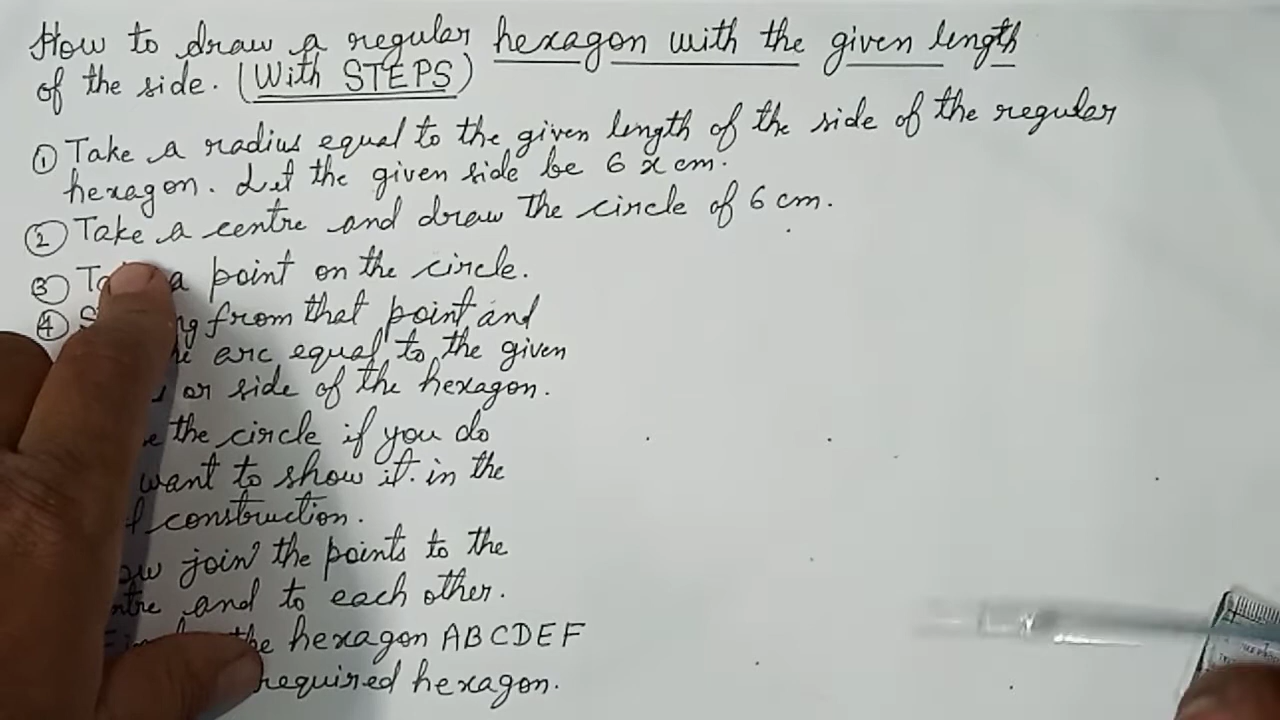 How to draw a regular hexagon with the given length
of the side. (With STEPS)
① Take a radius equal to the given length of the side of the regular
hexagon. Let the given side be 6 x cm.
② Take a centre and draw the circle of 6 cm.
③ a point on the circle.
④ from that point and
arc equal to the given
or side of the hexagon.
the circle if you do
want to show it in the
construction.
join the points to the
and to each other.
the hexagon ABCDEF
required hexagon.